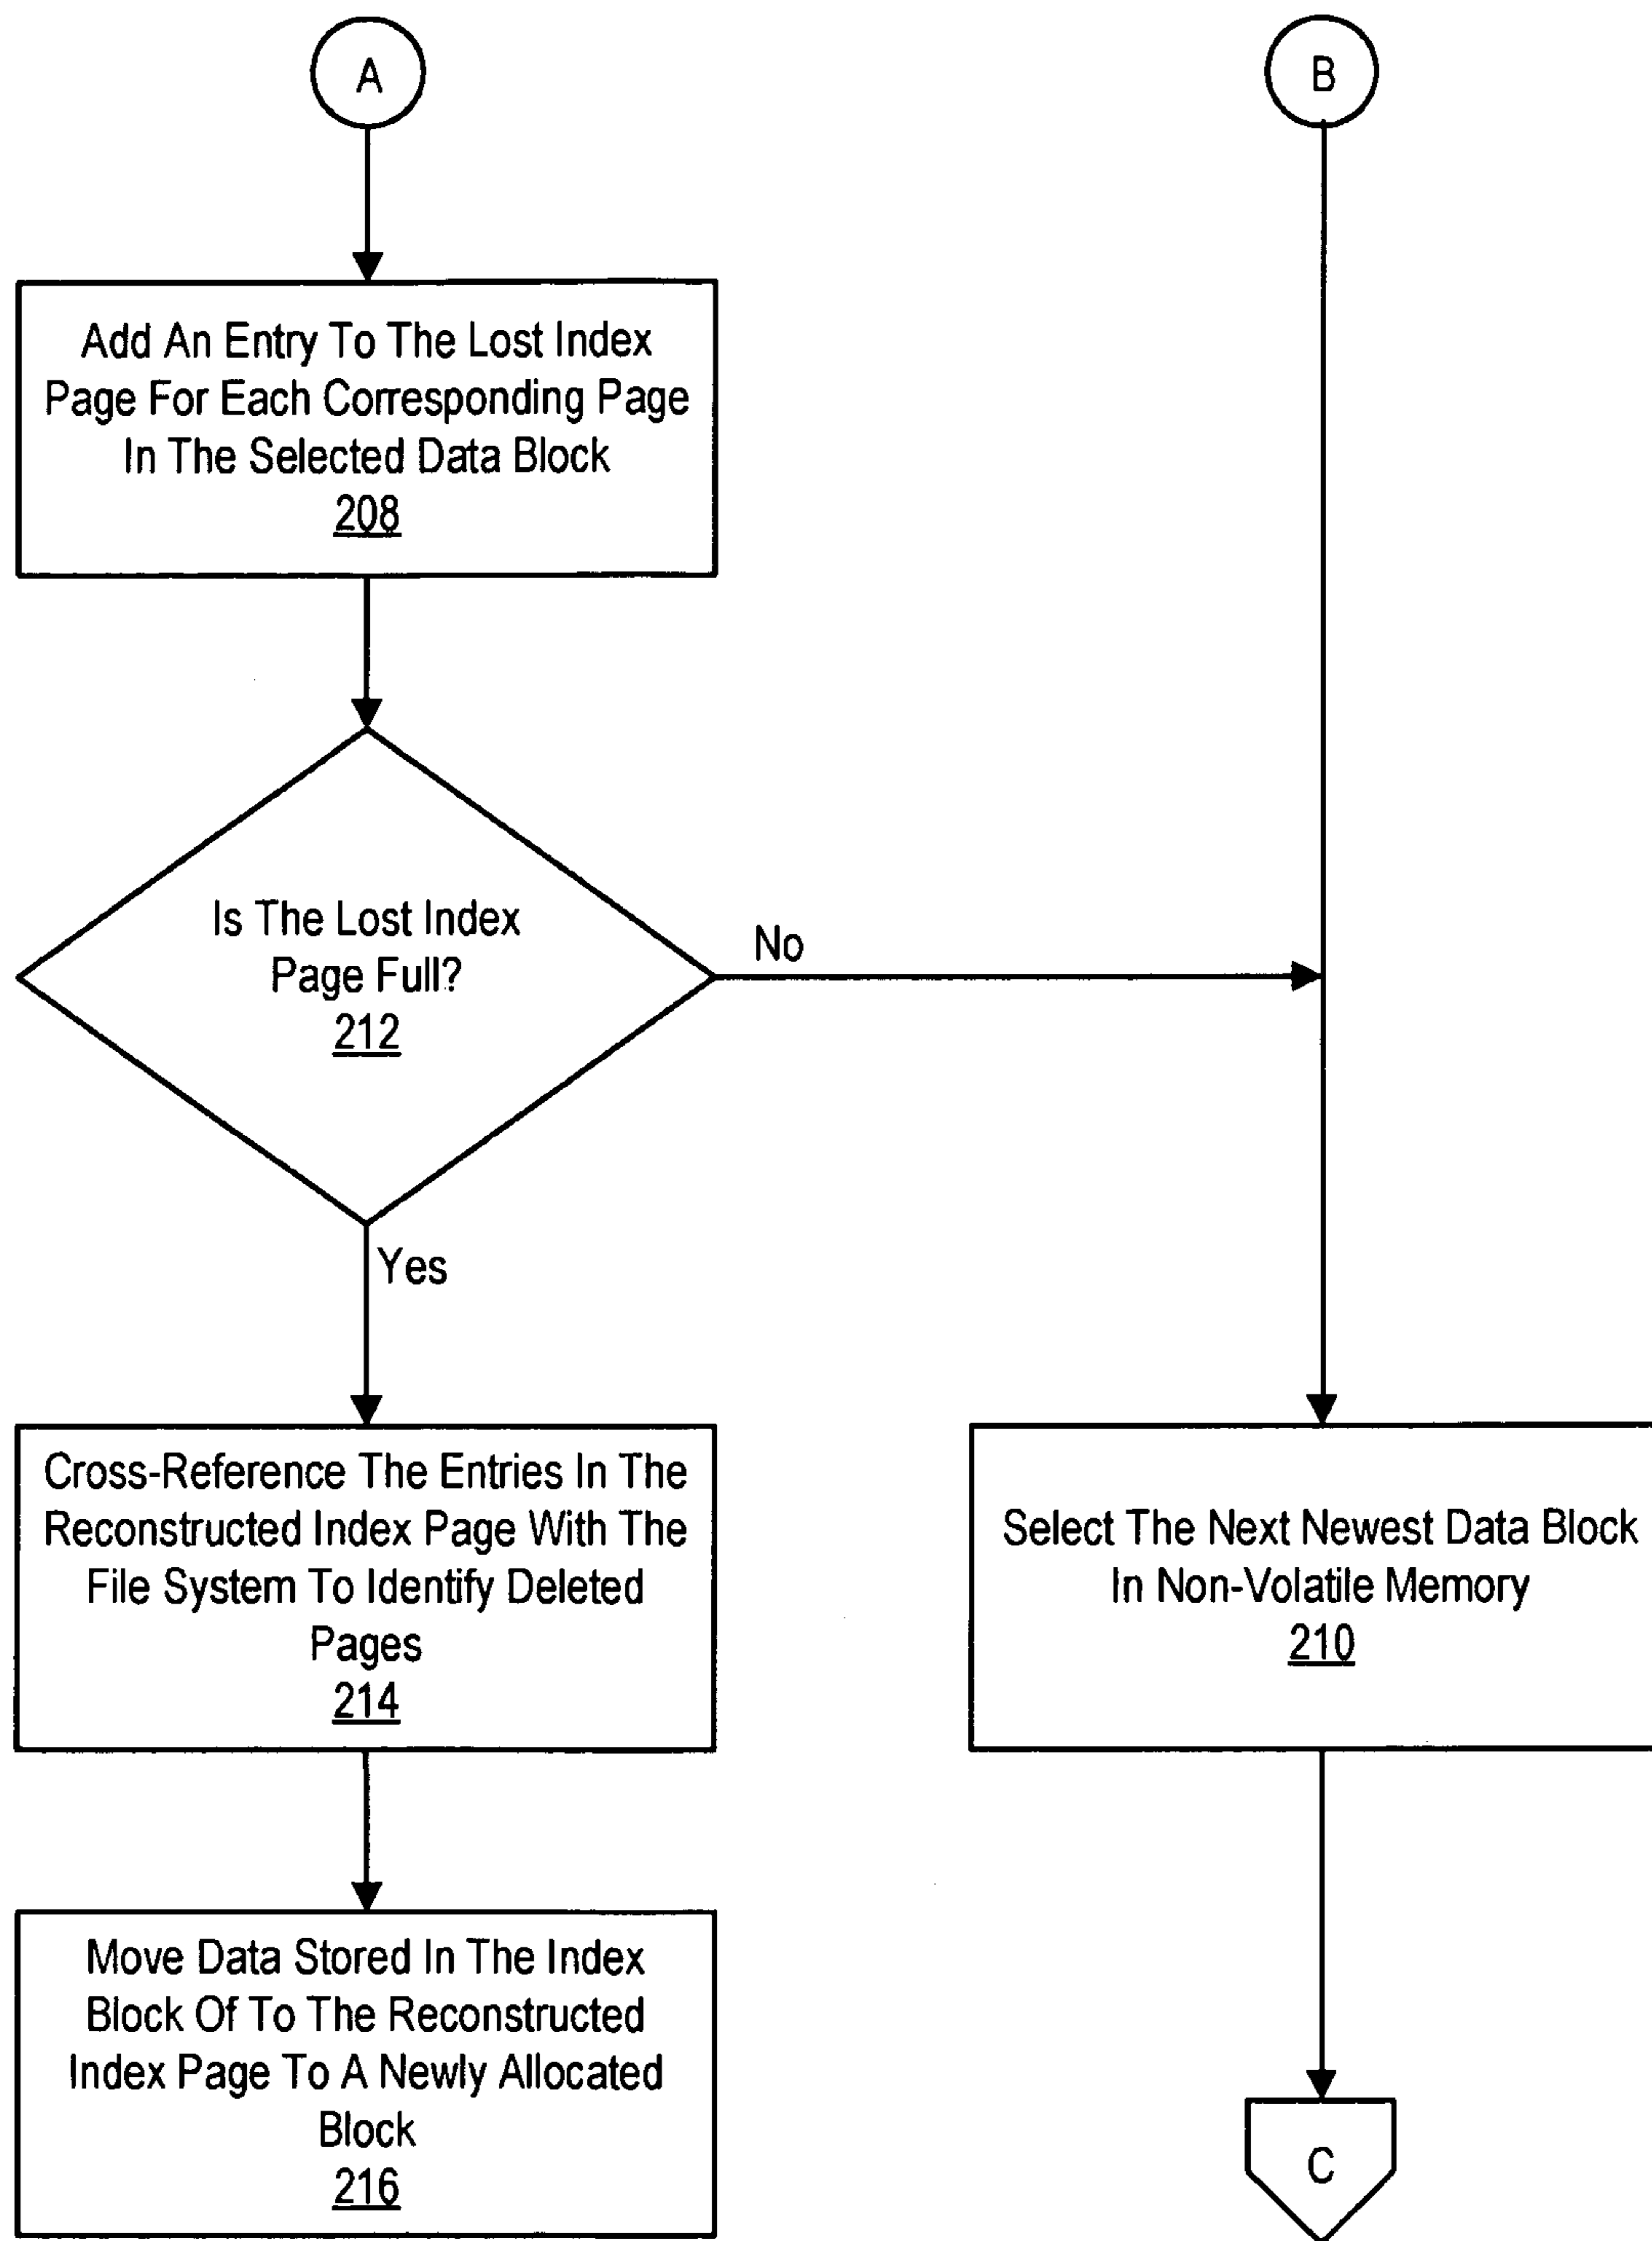 A
B
Add An Entry To The Lost Index
Page For Each Corresponding Page
In The Selected Data Block
208
Is The Lost Index
Page Full?
212
No
Yes
Cross-Reference The Entries In The
Reconstructed Index Page With The
File System To Identify Deleted
Pages
214
Select The Next Newest Data Block
In Non-Volatile Memory
210
Move Data Stored In The Index
Block Of To The Reconstructed
Index Page To A Newly Allocated
Block
216
C